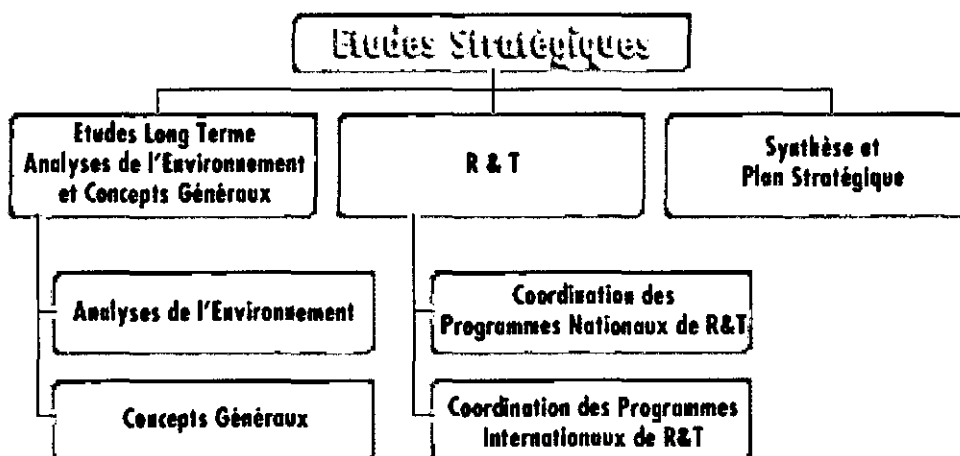 Etudes Stratégiques
Etudes Long Terme
Analyses de l'Environnement
et Concepts Généraux
R & T
Synthèse et
Plan Stratégique
Analyses de l'Environnement
Concepts Généraux
Coordination des
Programmes Nationaux de R&T
Coordination des Programmes
Internationaux de R&T